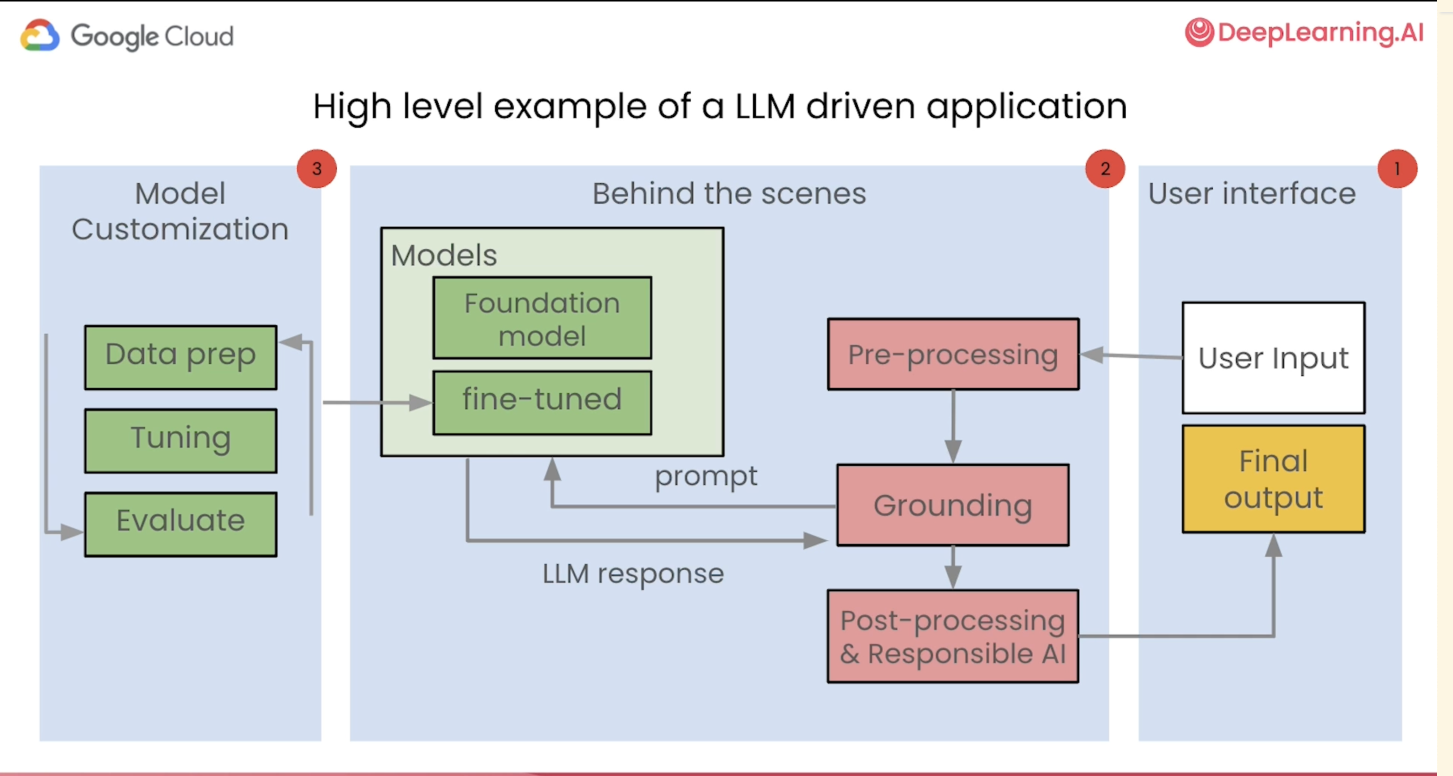 Google Cloud
DeepLearning.AI
High level example of a LLM driven application
3
Model
Customization
Data prep
Tuning
Evaluate
2
Behind the scenes
Models
Foundation
model
fine-tuned
prompt
LLM response
Pre-processing
Grounding
Post-processing
& Responsible AI
1
User interface
User Input
Final
output